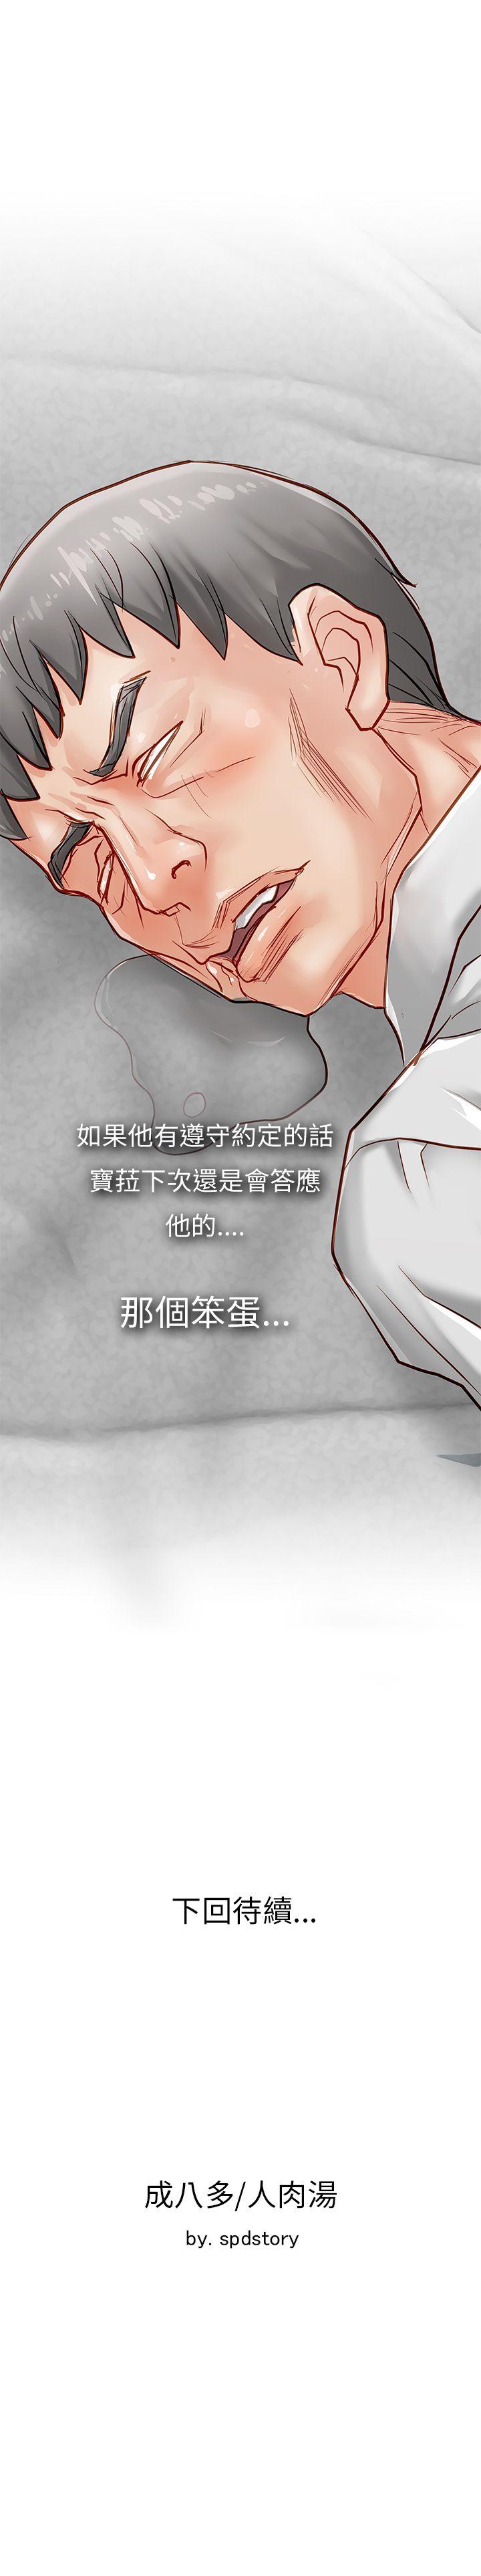 如果他有遵守約定的話
寶菈下次還是會答應
他的....
那個笨蛋...
下回待續...
成八多/人肉湯
by. spdstory